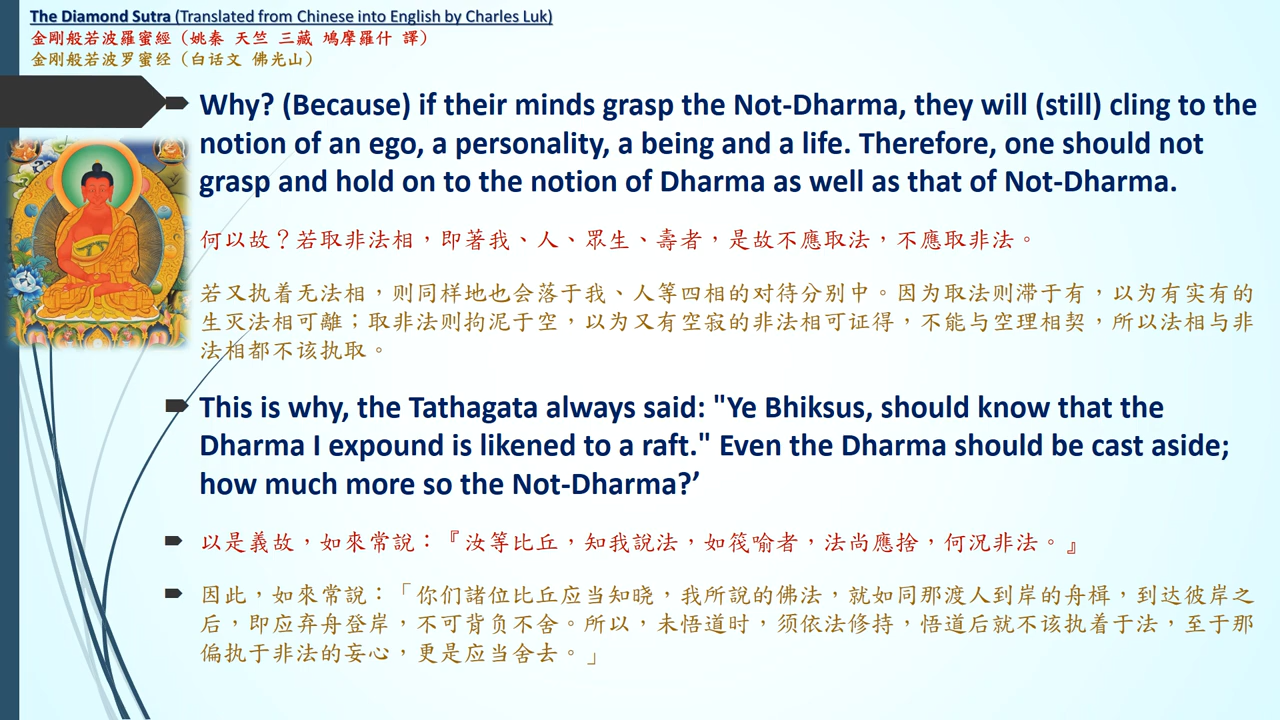 The Diamond Sutra (Translated from Chinese into English by Charles Luk)
金剛般若波羅蜜經（姚秦 天竺 三藏 鳩摩羅什 譯）
金剛般若波罗蜜经（白话文 佛光山）
Why? (Because) if their minds grasp the Not-Dharma, they will (still) cling to the
notion of an ego, a personality, a being and a life. Therefore, one should not
grasp and hold on to the notion of Dharma as well as that of Not-Dharma.
何以故？若取非法相，即著我、人、眾生、壽者，是故不應取法，不應取非法。
若又执着无法相，则同样地也会落于我、人等四相的对待分别中。因为取法则滞于有，以为有实有的
生灭法相可離；取非法则拘泥于空，以为又有空寂的非法相可证得，不能与空理相契，所以法相与非
法相都不该执取。
This is why, the Tathagata always said: "Ye Bhiksus, should know that the
Dharma I expound is likened to a raft." Even the Dharma should be cast aside;
how much more so the Not-Dharma?’
以是義故，如來常說：『汝等比丘，知我說法，如筏喻者，法尚應捨，何況非法。』
因此，如來常說：「你们諸位比丘应当知晓，我所說的佛法，就如同那渡人到岸的舟楫，到达彼岸之
后，即应弃舟登岸，不可背负不舍。所以，未悟道时，须依法修持，悟道后就不该执着于法，至于那
偏执于非法的妄心，更是应当舍去。」